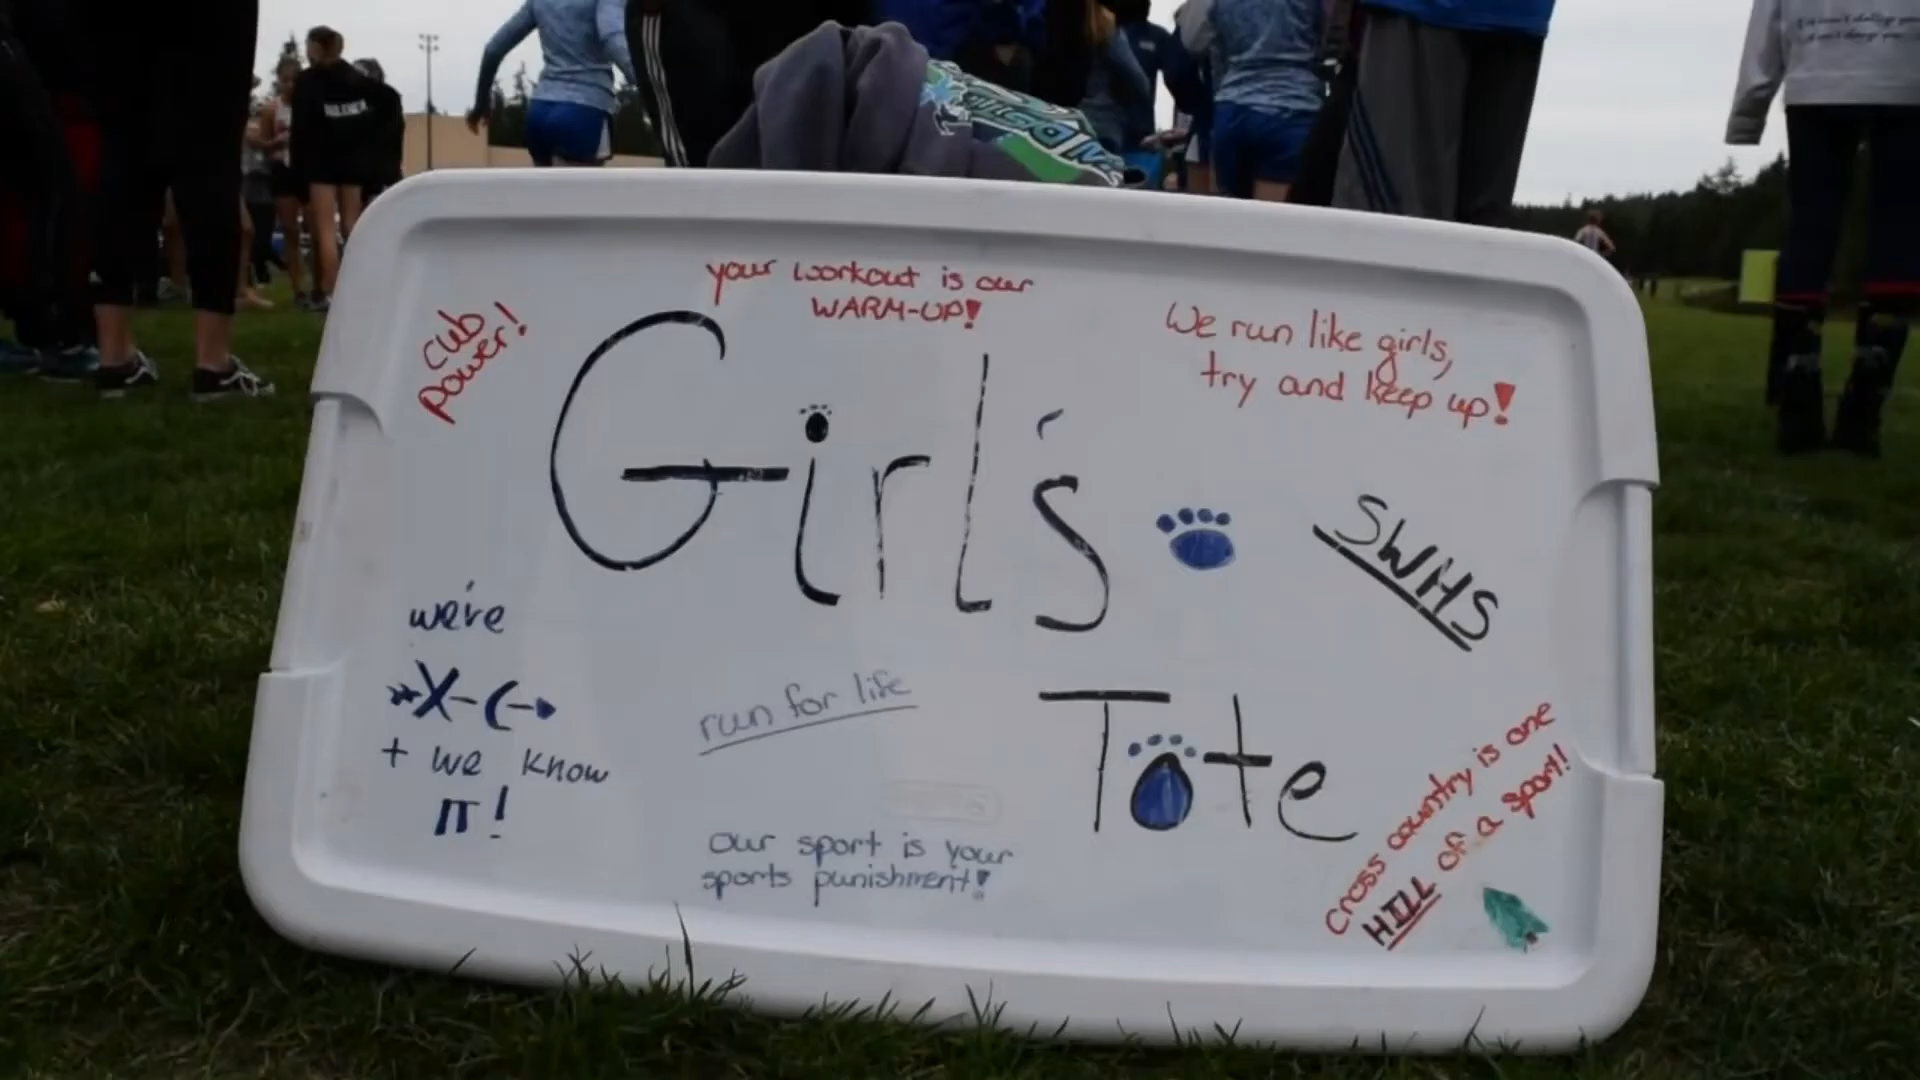 your workout is our
WARM-UP!
cub
power!
We run like girls,
try and keep up!
Girl's
SWHS
we're
X-C
+ we know
IT!
run for life
Tote
our sport is your
sports punishment!
Cross country is one
HILL of a sport!